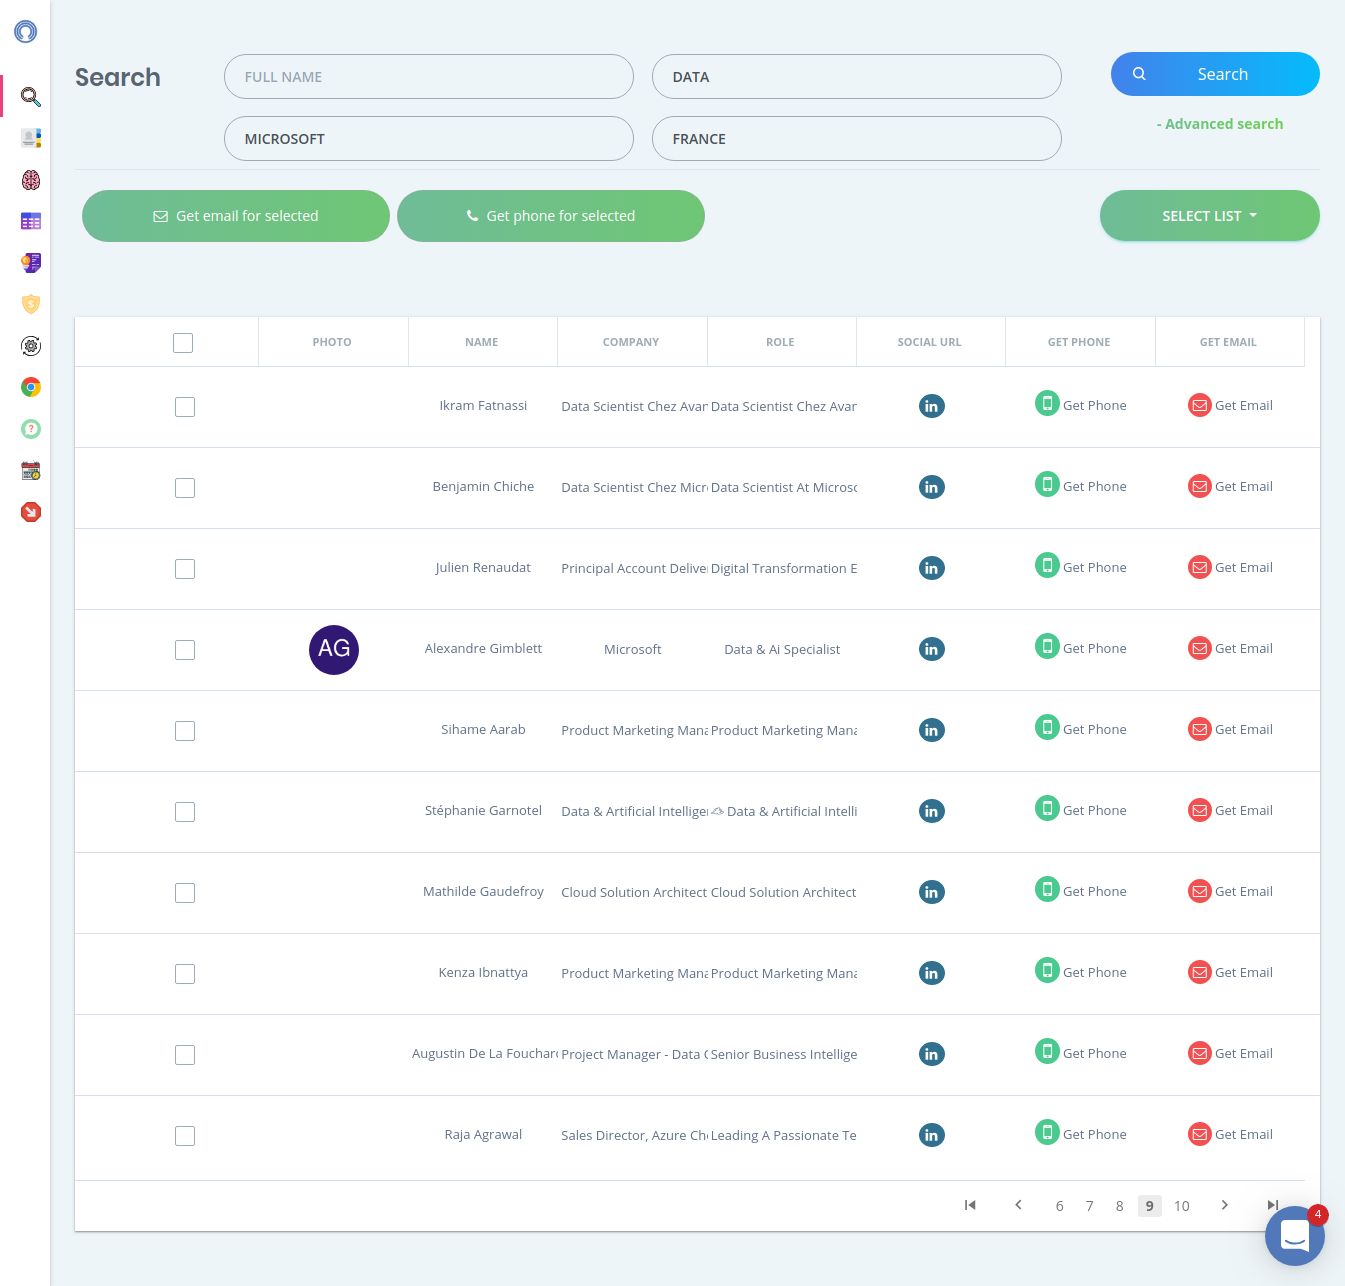 Search
FULL NAME
DATA
Search
MICROSOFT
FRANCE
- Advanced search
Get email for selected
Get phone for selected
SELECT LIST
PHOTO NAME COMPANY ROLE SOCIAL URL GET PHONE GET EMAIL
Ikram Fatnassi Data Scientist Chez Avan Data Scientist Chez Avan in Get Phone Get Email
Benjamin Chiche Data Scientist Chez Micr Data Scientist At Microso in Get Phone Get Email
Julien Renaudat Principal Account Delive Digital Transformation E in Get Phone Get Email
AG Alexandre Gimblett Microsoft Data & Ai Specialist in Get Phone Get Email
Sihame Aarab Product Marketing Mana Product Marketing Mana in Get Phone Get Email
Stéphanie Garnotel Data & Artificial Intellige Data & Artificial Intelli in Get Phone Get Email
Mathilde Gaudefroy Cloud Solution Architect Cloud Solution Architect in Get Phone Get Email
Kenza Ibnattya Product Marketing Mana Product Marketing Mana in Get Phone Get Email
Augustin De La Fouchard Project Manager - Data Senior Business Intellige in Get Phone Get Email
Raja Agrawal Sales Director, Azure Ch Leading A Passionate Te in Get Phone Get Email
6 7 8 9 10
4